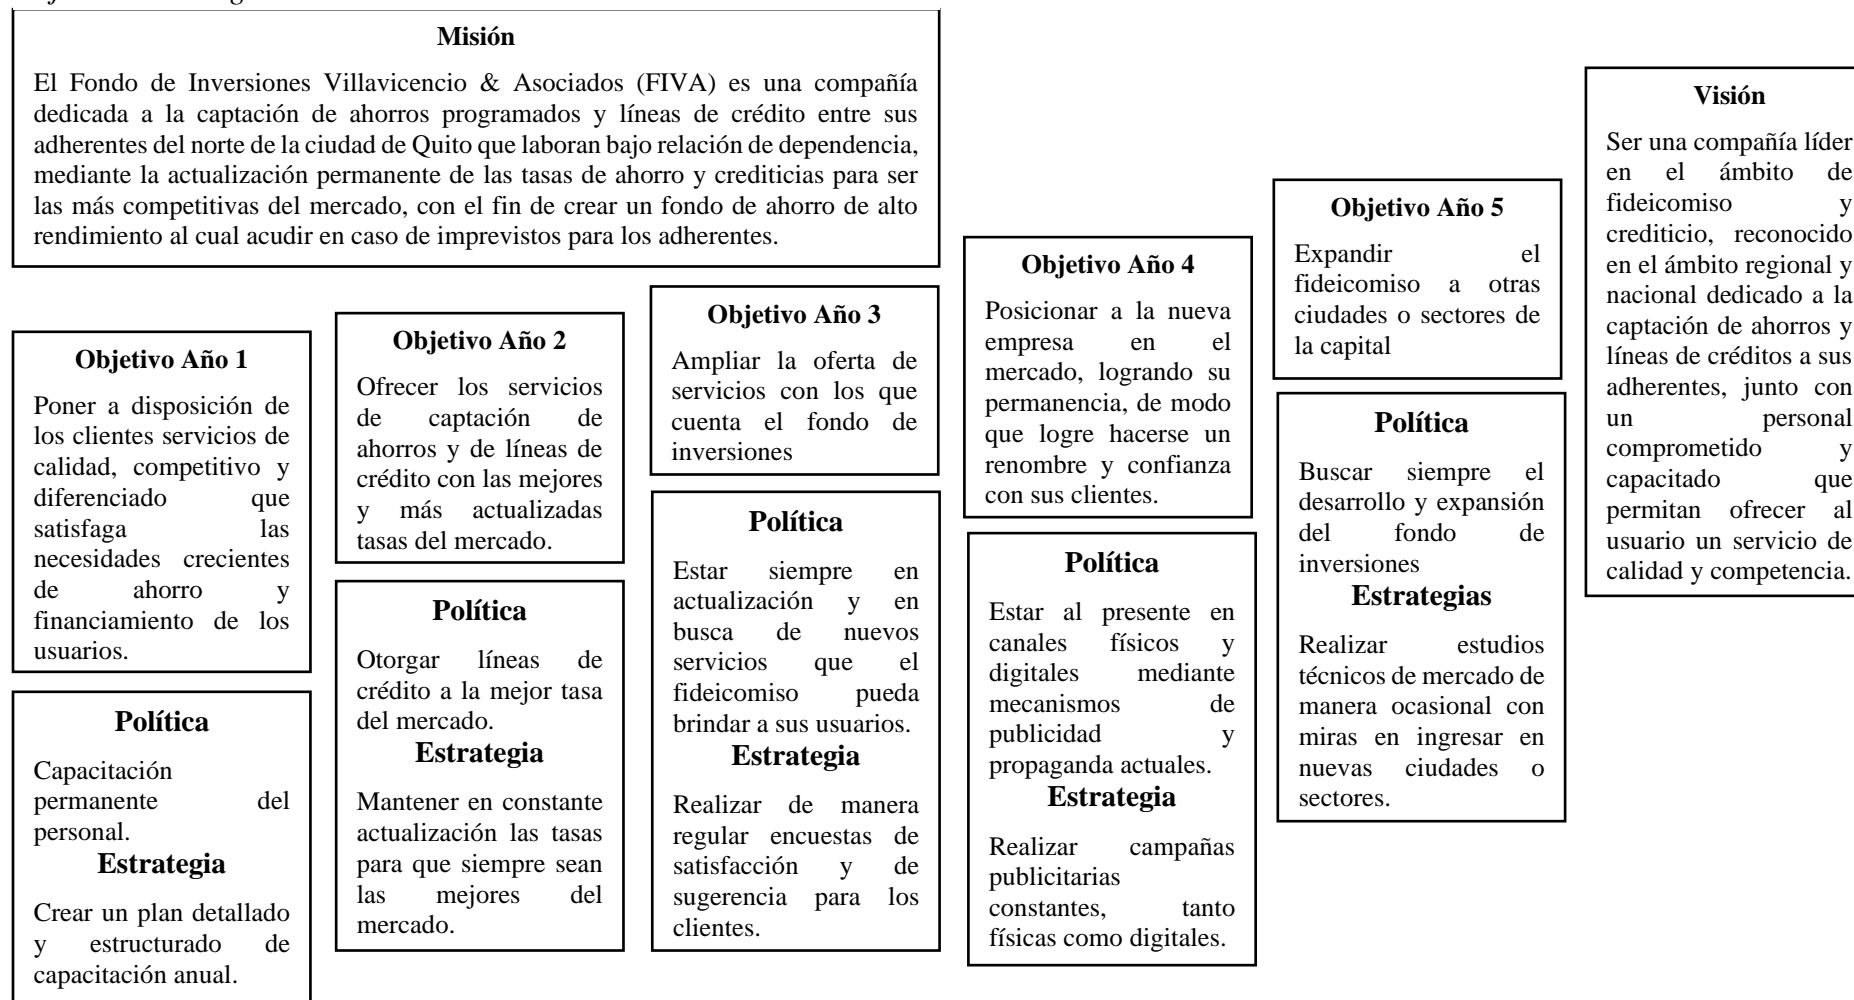 Misión
El Fondo de Inversiones Villavicencio & Asociados (FIVA) es una compañía
dedicada a la captación de ahorros programados y líneas de crédito entre sus
adherentes del norte de la ciudad de Quito que laboran bajo relación de dependencia,
mediante la actualización permanente de las tasas de ahorro y crediticias para ser
las más competitivas del mercado, con el fin de crear un fondo de ahorro de alto
rendimiento al cual acudir en caso de imprevistos para los adherentes.
Objetivo Año 1
Poner a disposición de
los clientes servicios de
calidad, competitivo y
diferenciado que
satisfaga las
necesidades crecientes
de ahorro y
financiamiento de los
usuarios.
Política
Capacitación
permanente del
personal.
Estrategia
Crear un plan detallado
y estructurado de
capacitación anual.
Objetivo Año 2
Ofrecer los servicios
de captación de
ahorros y de líneas de
crédito con las mejores
y más actualizadas
tasas del mercado.
Política
Otorgar líneas de
crédito a la mejor tasa
del mercado.
Estrategia
Mantener en constante
actualización las tasas
para que siempre sean
las mejores del
mercado.
Objetivo Año 3
Ampliar la oferta de
servicios con los que
cuenta el fondo de
inversiones
Política
Estar siempre en
actualización y en
busca de nuevos
servicios que el
fideicomiso pueda
brindar a sus usuarios.
Estrategia
Realizar de manera
regular encuestas de
satisfacción y de
sugerencia para los
clientes.
Objetivo Año 4
Posicionar a la nueva
empresa en el
mercado, logrando su
permanencia, de modo
que logre hacerse un
renombre y confianza
con sus clientes.
Política
Estar al presente en
canales físicos y
digitales mediante
mecanismos de
publicidad y
propaganda actuales.
Estrategia
Realizar campañas
publicitarias
constantes, tanto
físicas como digitales.
Objetivo Año 5
Expandir el
fideicomiso a otras
ciudades o sectores de
la capital
Política
Buscar siempre el
desarrollo y expansión
del fondo de
inversiones
Estrategias
Realizar estudios
técnicos de mercado de
manera ocasional con
miras en ingresar en
nuevas ciudades o
sectores.
Visión
Ser una compañía líder
en el ámbito de
fideicomiso y
crediticio, reconocido
en el ámbito regional y
nacional dedicado a la
captación de ahorros y
líneas de créditos a sus
adherentes, junto con
un personal
comprometido y
capacitado que
permitan ofrecer al
usuario un servicio de
calidad y competencia.